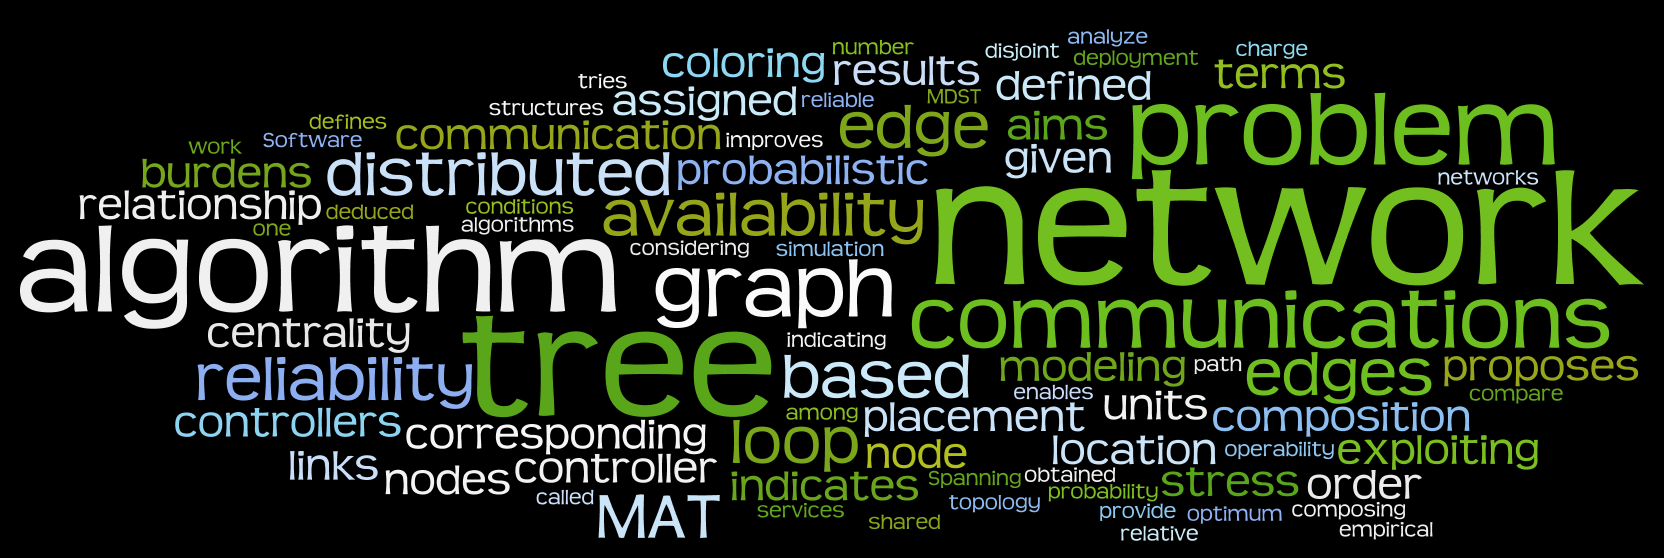 analyze
number
disjoint
charge
coloring
results
deployment
terms
tries
defined
structures
assigned
reliable
MDST
problem
defines
communication
improves
edge
aims
work
Software
given
burdens
distributed
probabilistic
networks
network
relationship
deduced
conditions
availability
one
algorithms
algorithm
considering
simulation
graph
communications
centrality
tree
indicating
reliability
based
modeling
path
edges
proposes
enables
compare
controllers
among
placement
units
composition
corresponding
loop
node
location
operability
exploiting
links
nodes
controller
indicates
Spanning
obtained
probability
stress
order
called
MAT
services
shared
topology
provide
optimum
composing
relative
empirical